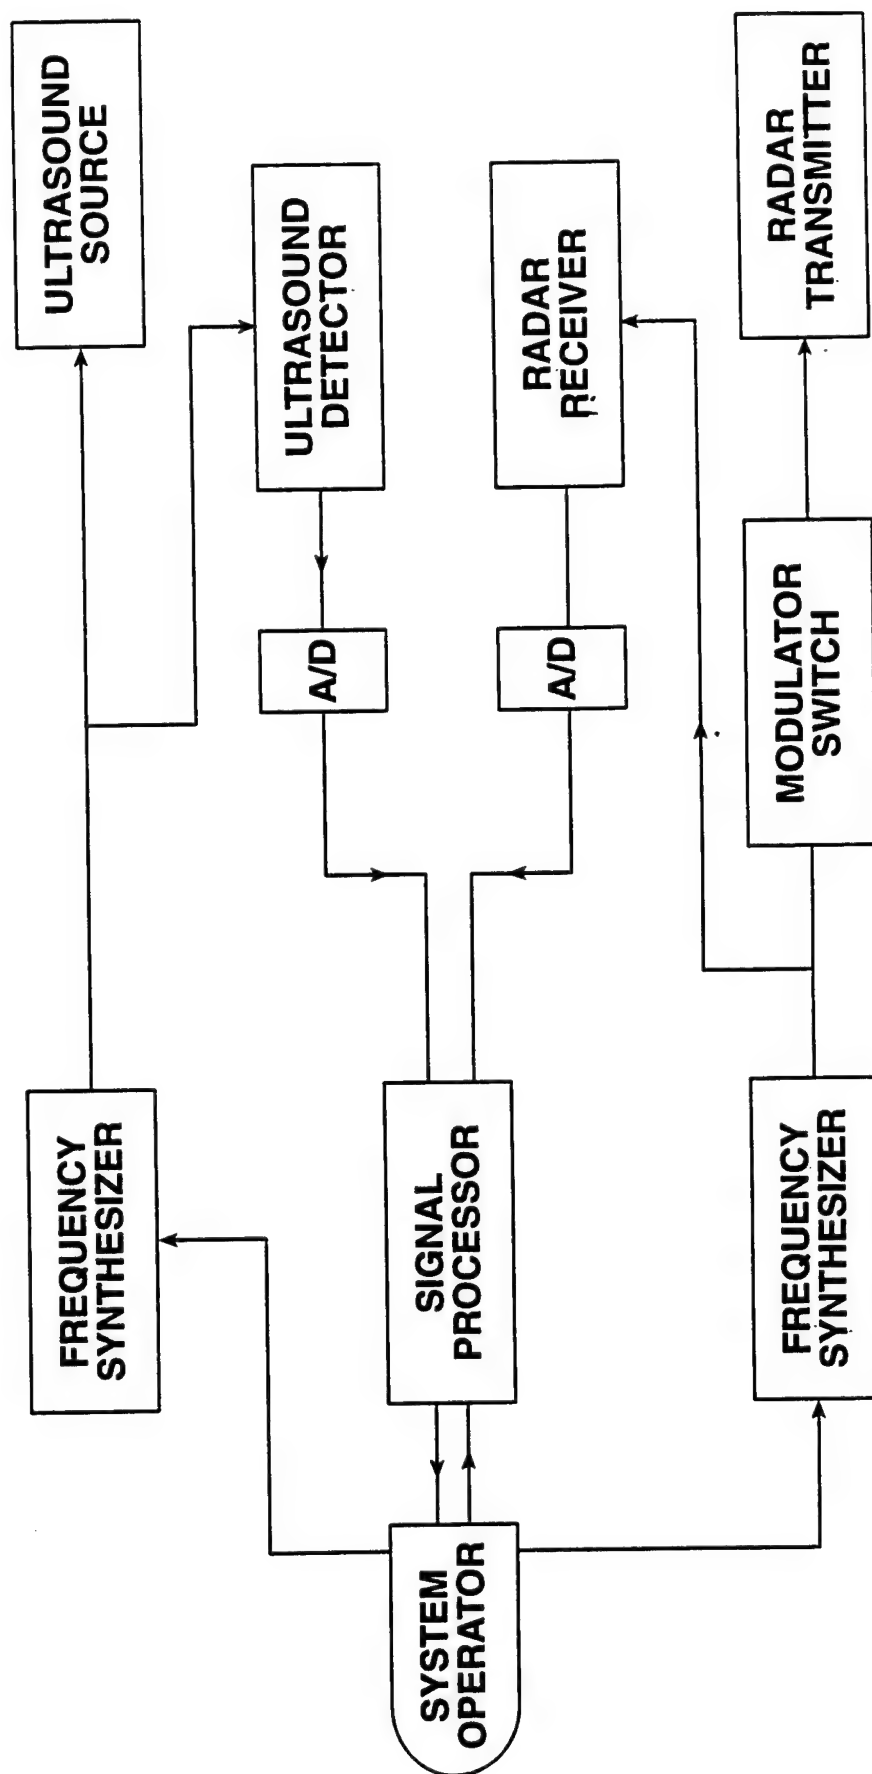 ULTRASOUND
SOURCE
ULTRASOUND
DETECTOR
RADAR
RECEIVER
RADAR
TRANSMITTER
A/D
A/D
MODULATOR
SWITCH
FREQUENCY
SYNTHESIZER
SIGNAL
PROCESSOR
FREQUENCY
SYNTHESIZER
SYSTEM
OPERATOR